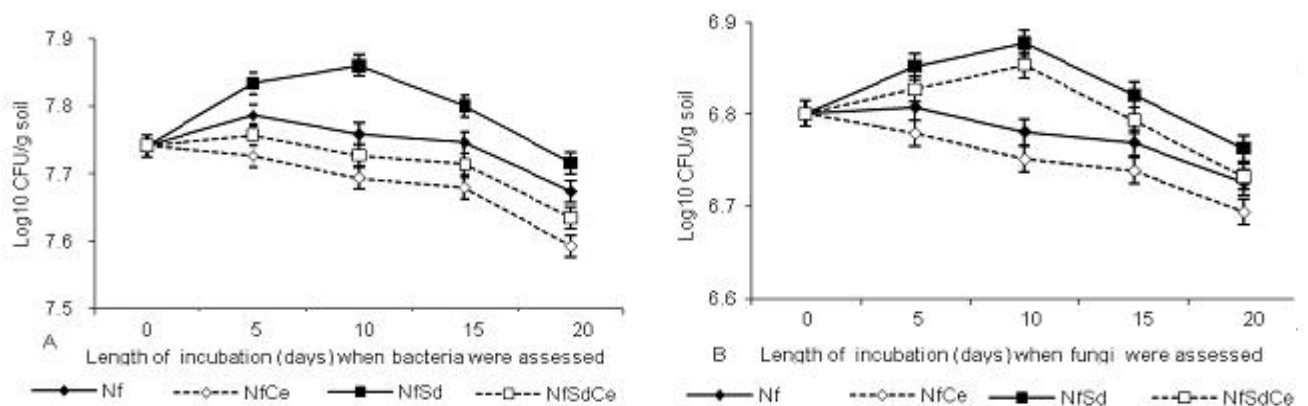 7.9
7.8
7.7
7.6
7.5
Log10 CFU/g soil
0 5 10 15 20
A Length of incubation (days) when bacteria were assessed
Nf NfCe NfSd NfSdCe
6.9
6.8
6.7
6.6
Log10 CFU/g soil
0 5 10 15 20
B Length of incubation (days) when fungi were assessed
Nf NfCe NfSd NfSdCe